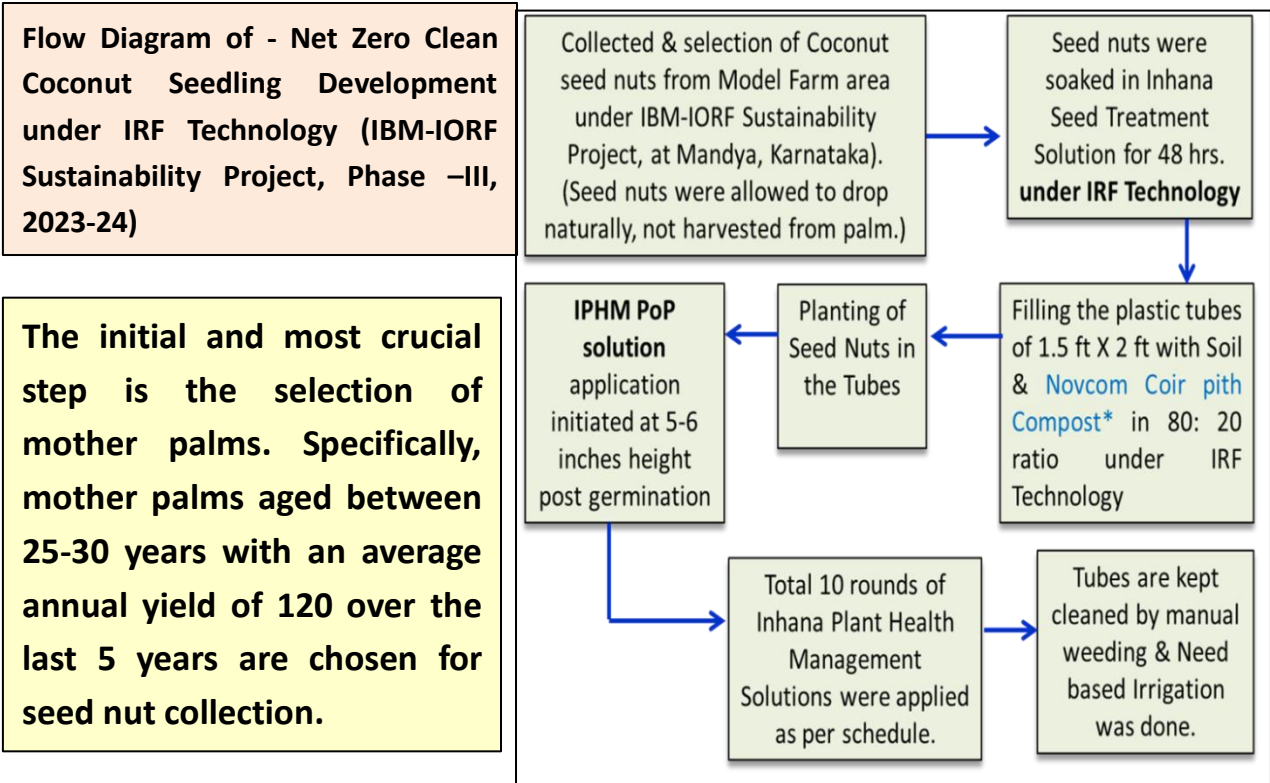 Flow Diagram of - Net Zero Clean
Coconut Seedling Development
under IRF Technology (IBM-IORF
Sustainability Project, Phase –III,
2023-24)
The initial and most crucial
step is the selection of
mother palms. Specifically,
mother palms aged between
25-30 years with an average
annual yield of 120 over the
last 5 years are chosen for
seed nut collection.
Collected & selection of Coconut
seed nuts from Model Farm area
under IBM-IORF Sustainability
Project, at Mandya, Karnataka).
(Seed nuts were allowed to drop
naturally, not harvested from palm.)
Seed nuts were
soaked in Inhana
Seed Treatment
Solution for 48 hrs.
under IRF Technology
Filling the plastic tubes
of 1.5 ft X 2 ft with Soil
& Novcom Coir pith
Compost* in 80: 20
ratio under IRF
Technology
Planting of
Seed Nuts in
the Tubes
IPHM PoP
solution
application
initiated at 5-6
inches height
post germination
Total 10 rounds of
Inhana Plant Health
Management
Solutions were applied
as per schedule.
Tubes are kept
cleaned by manual
weeding & Need
based Irrigation
was done.